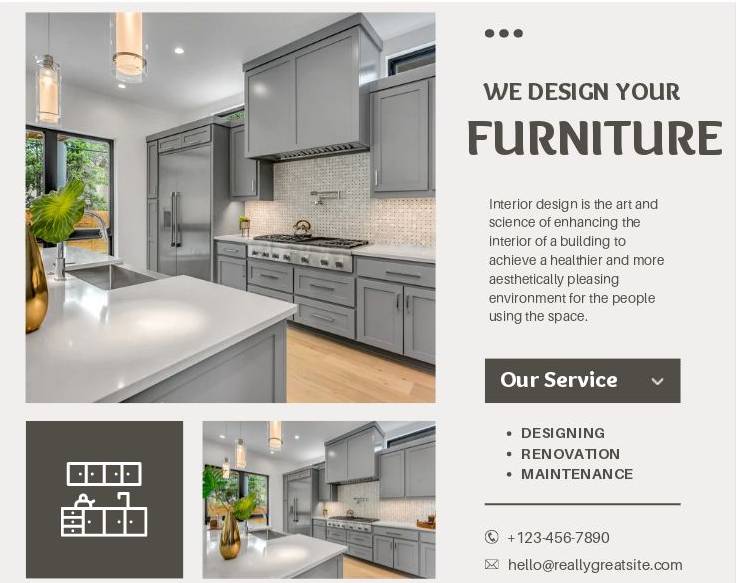 WE DESIGN YOUR
FURNITURE
Interior design is the art and
science of enhancing the
interior of a building to
achieve a healthier and more
aesthetically pleasing
environment for the people
using the space.
Our Service
• DESIGNING
• RENOVATION
• MAINTENANCE
+123-456-7890
hello@reallygreatsite.com